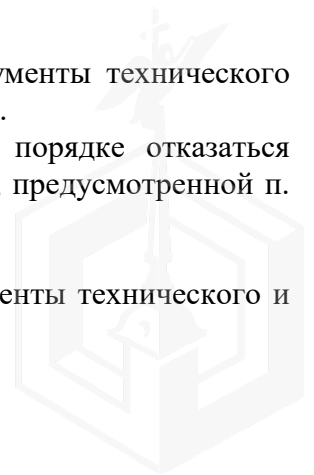 ументы технического
.
порядке отказаться
предусмотренной п.
енты технического и